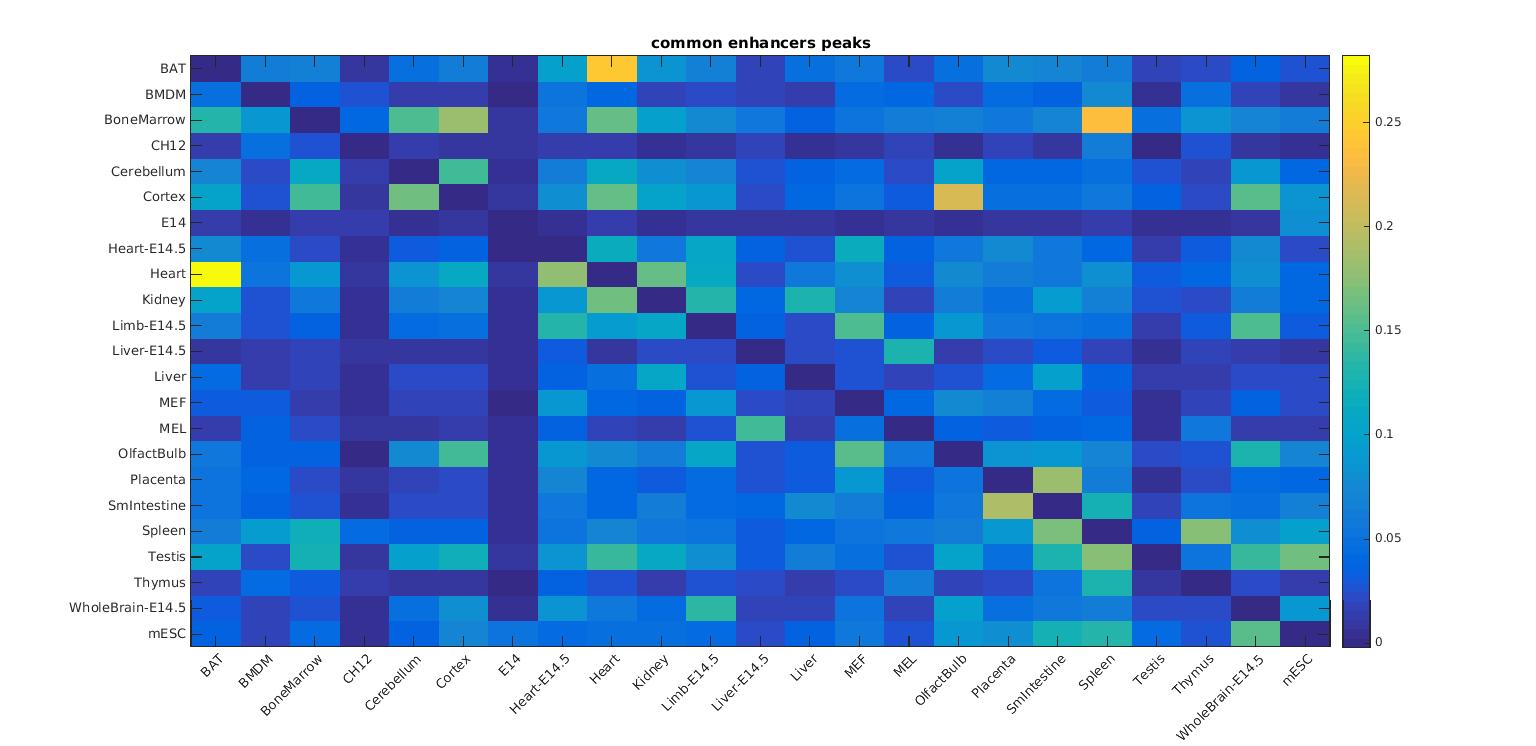 common enhancers peaks
BAT
BMDM
BoneMarrow
CH12
Cerebellum
Cortex
E14
Heart-E14.5
Heart
Kidney
Limb-E14.5
Liver-E14.5
Liver
MEF
MEL
OlfactBulb
Placenta
SmIntestine
Spleen
Testis
Thymus
WholeBrain-E14.5
mESC
BAT
BMDM
BoneMarrow
CH12
Cerebellum
Cortex
E14
Heart-E14.5
Heart
Kidney
Limb-E14.5
Liver-E14.5
Liver
MEF
MEL
OlfactBulb
Placenta
SmIntestine
Spleen
Testis
Thymus
WholeBrain-E14.5
mESC
0.25
0.2
0.15
0.1
0.05
0